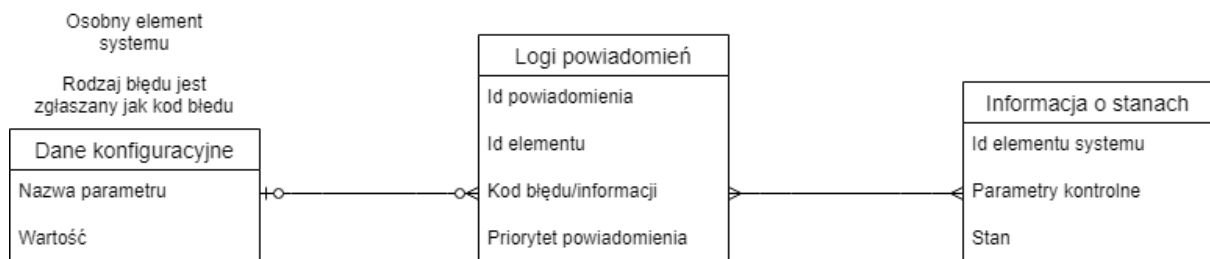 Osobny element
systemu
Rodzaj błędu jest
zgłaszany jak kod błedu
Dane konfiguracyjne
Nazwa parametru
Wartość
Logi powiadomień
Id powiadomienia
Id elementu
Kod błędu/informacji
Priorytet powiadomienia
Informacja o stanach
Id elementu systemu
Parametry kontrolne
Stan